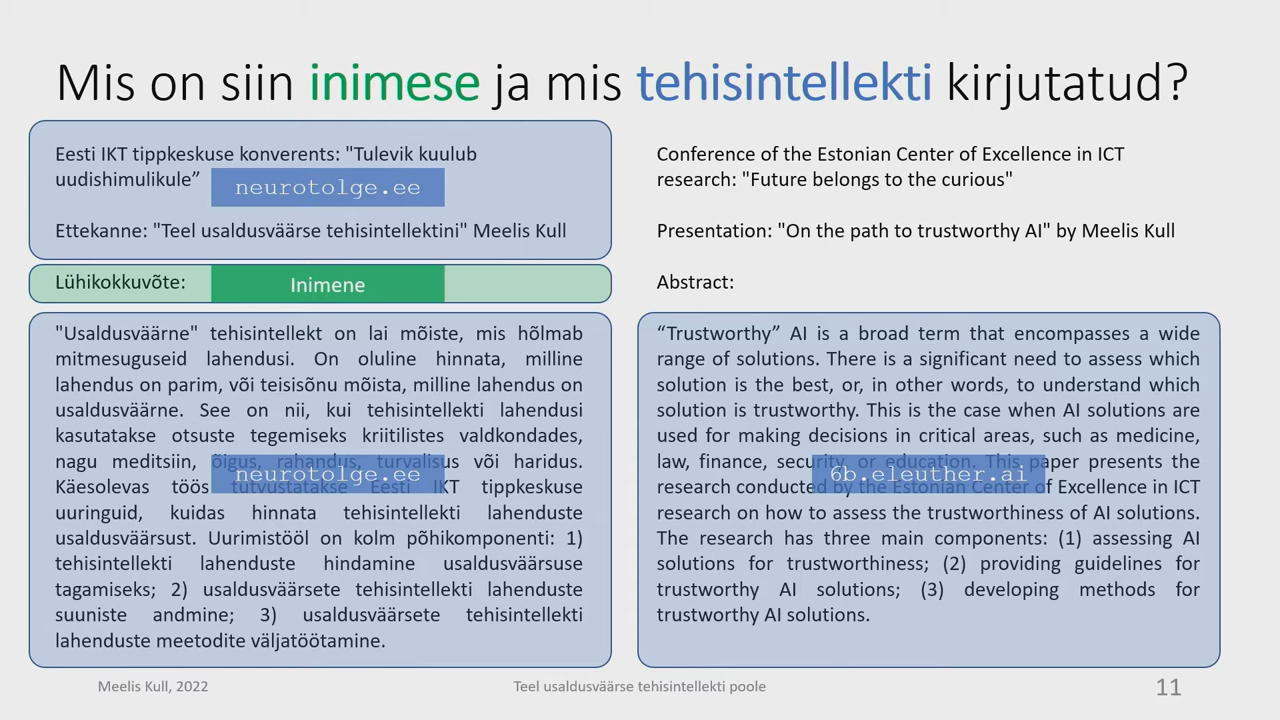 Mis on siin inimese ja mis tehisintellekti kirjutatud?
Eesti IKT tippkeskuse konverents: "Tulevik kuulub
uudishimulikule”
neurotolge.ee
Ettekanne: "Teel usaldusväärse tehisintellektini" Meelis Kull
Lühikokkuvõte:
Inimene
"Usaldusväärne" tehisintellekt on lai mõiste, mis hõlmab
mitmesuguseid lahendusi. On oluline hinnata, milline
lahendus on parim, või teisisõnu mõista, milline lahendus on
usaldusväärne. See on nii, kui tehisintellekti lahendusi
kasutatakse otsuste tegemiseks kriitilistes valdkondades,
nagu meditsiin, õigus, rahandus, turvalisus või haridus.
neurotolge.ee
Käesolevas töös tutvustatakse Eesti IKT tippkeskuse
uuringuid, kuidas hinnata tehisintellekti lahenduste
usaldusväärsust. Uurimistööl on kolm põhikomponenti: 1)
tehisintellekti lahenduste hindamine usaldusväärsuse
tagamiseks; 2) usaldusväärsete tehisintellekti lahenduste
suuniste andmine; 3) usaldusväärsete tehisintellekti
lahenduste meetodite väljatöötamine.
Conference of the Estonian Center of Excellence in ICT
research: "Future belongs to the curious"
Presentation: "On the path to trustworthy AI" by Meelis Kull
Abstract:
“Trustworthy” AI is a broad term that encompasses a wide
range of solutions. There is a significant need to assess which
solution is the best, or, in other words, to understand which
solution is trustworthy. This is the case when AI solutions are
used for making decisions in critical areas, such as medicine,
law, finance, security, or education. This paper presents the
6b.eleuther.ai
research conducted by the Estonian Center of Excellence in ICT
research on how to assess the trustworthiness of AI solutions.
The research has three main components: (1) assessing AI
solutions for trustworthiness; (2) providing guidelines for
trustworthy AI solutions; (3) developing methods for
trustworthy AI solutions.
Meelis Kull, 2022
Teel usaldusväärse tehisintellekti poole
11